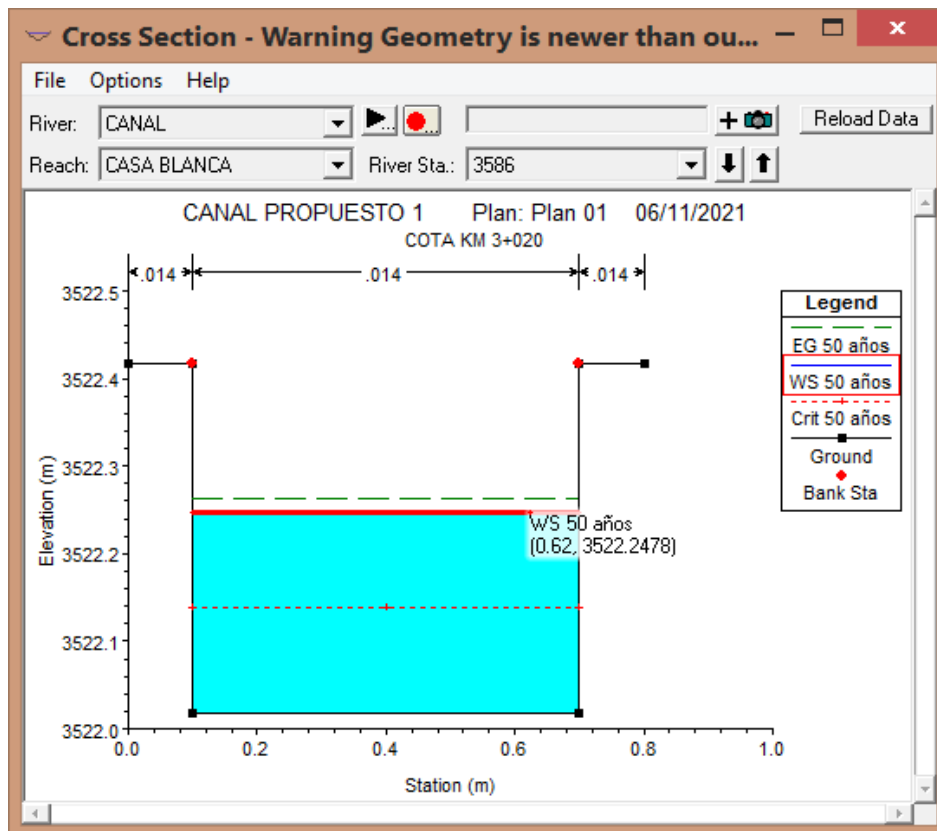 Cross Section - Warning Geometry is newer than ou...
File Options Help
River: CANAL
Reload Data
Reach: CASA BLANCA River Sta.: 3586
CANAL PROPUESTO 1 Plan: Plan 01 06/11/2021
COTA KM 3+020
.014 .014 .014
3522.5
3522.4
3522.3
3522.2
3522.1
3522.0
Elevation (m)
WS 50 años
(0.62, 3522.2478)
0.0 0.2 0.4 0.6 0.8 1.0
Station (m)
Legend
EG 50 años
WS 50 años
Crit 50 años
Ground
Bank Sta